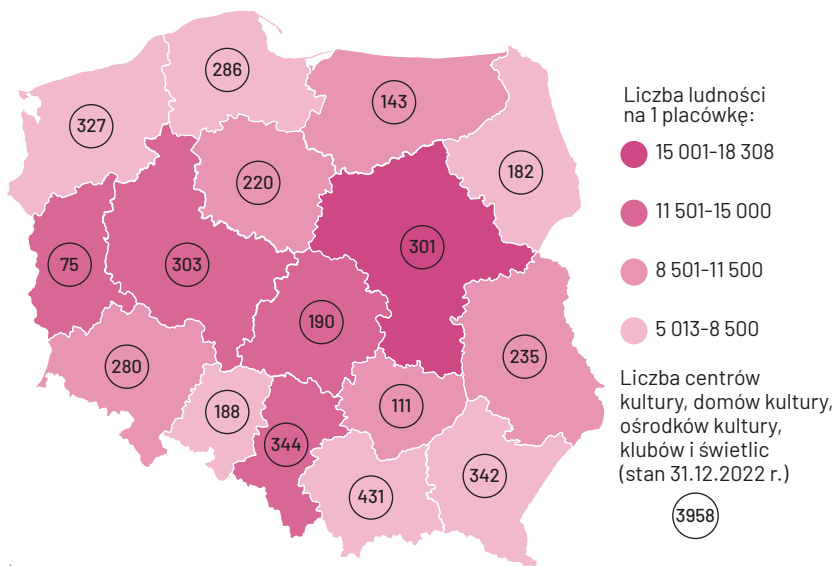 286
143
327
182
220
301
75
303
190
235
280
111
188
344
342
431
Liczba ludności
na 1 placówkę:
15 001-18 308
11 501-15 000
8 501-11 500
5 013-8 500
Liczba centrów
kultury, domów kultury,
ośrodków kultury,
klubów i świetlic
(stan 31.12.2022 r.)
3958